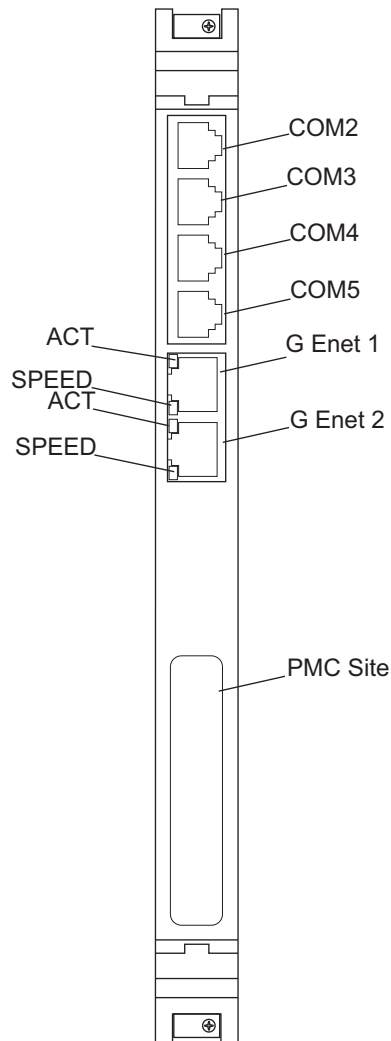 COM2
COM3
COM4
COM5
ACT
G Enet 1
SPEED
ACT
G Enet 2
SPEED
PMC Site